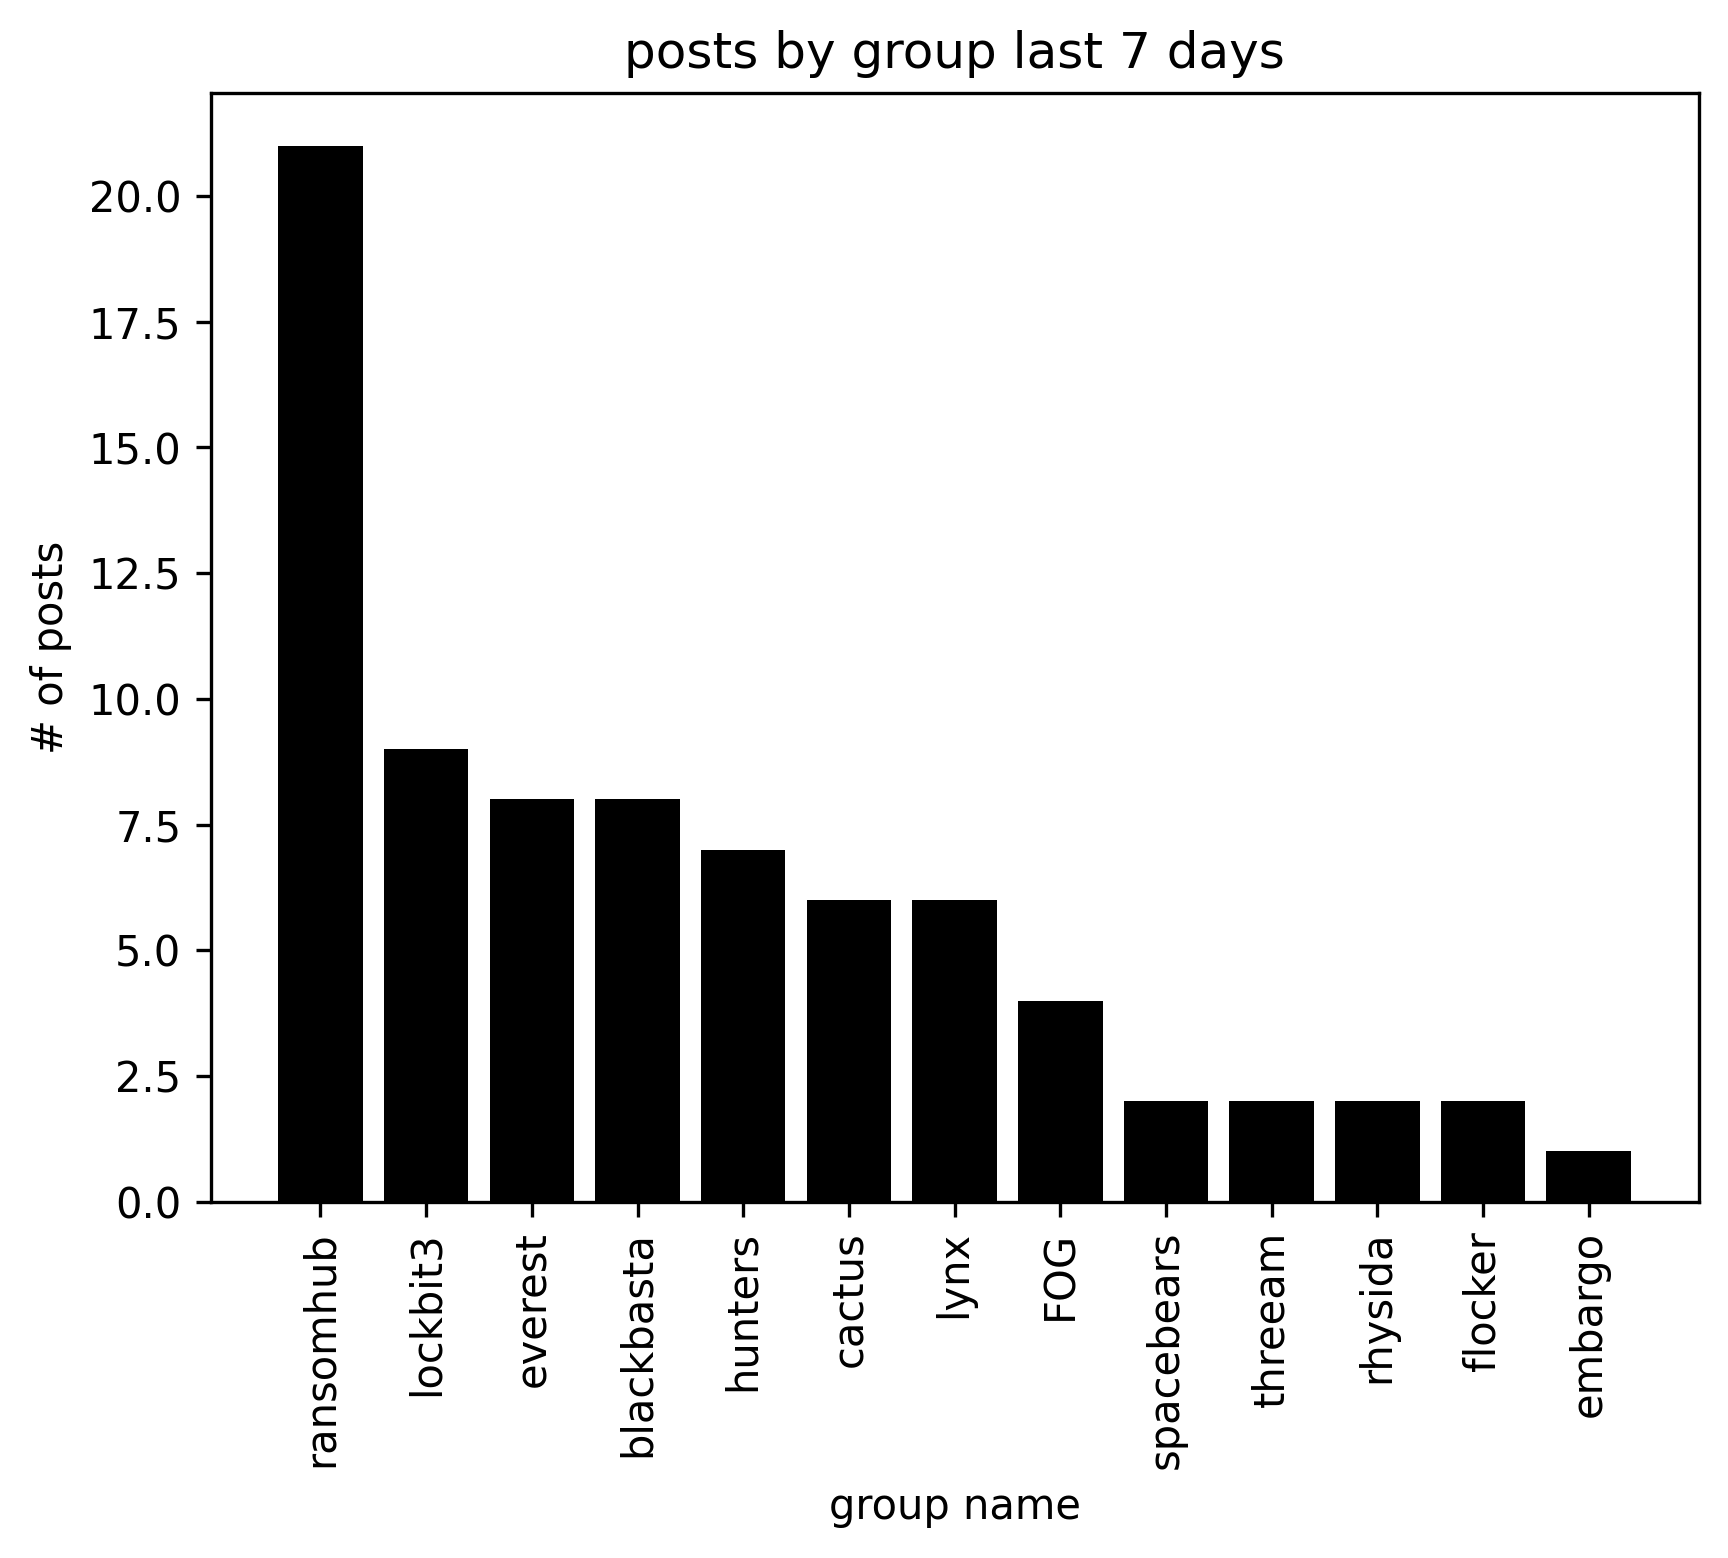 posts by group last 7 days
# of posts
20.0
17.5
15.0
12.5
10.0
7.5
5.0
2.5
0.0
ransomhub
lockbit3
everest
blackbasta
hunters
cactus
lynx
FOG
spacebears
threeam
rhysida
flocker
embargo
group name